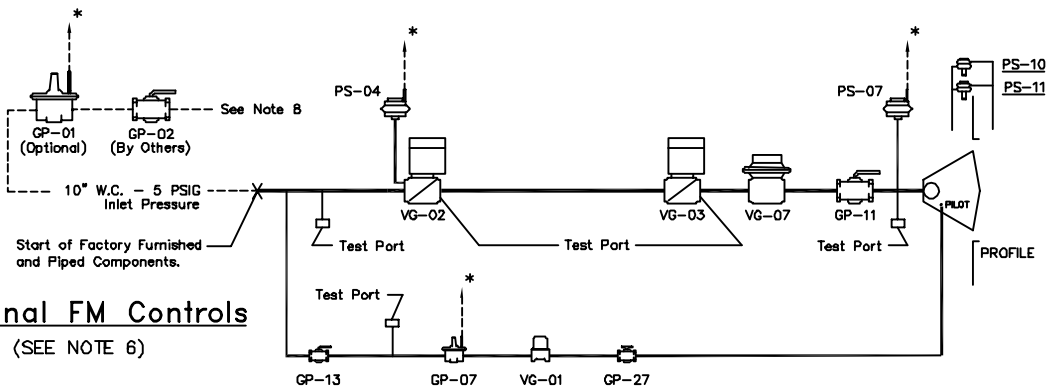 *
*
*
PS-04
PS-07
PS-10
PS-11
GP-01
(Optional)
GP-02
(By Others)
See Note 8
10" W.C. - 5 PSIG
Inlet Pressure
VG-02
VG-03
VG-07
GP-11
PILOT
Start of Factory Furnished
and Piped Components.
Test Port
Test Port
Test Port
PROFILE
nal FM Controls
(SEE NOTE 6)
Test Port
*
GP-13
GP-07
VG-01
GP-27